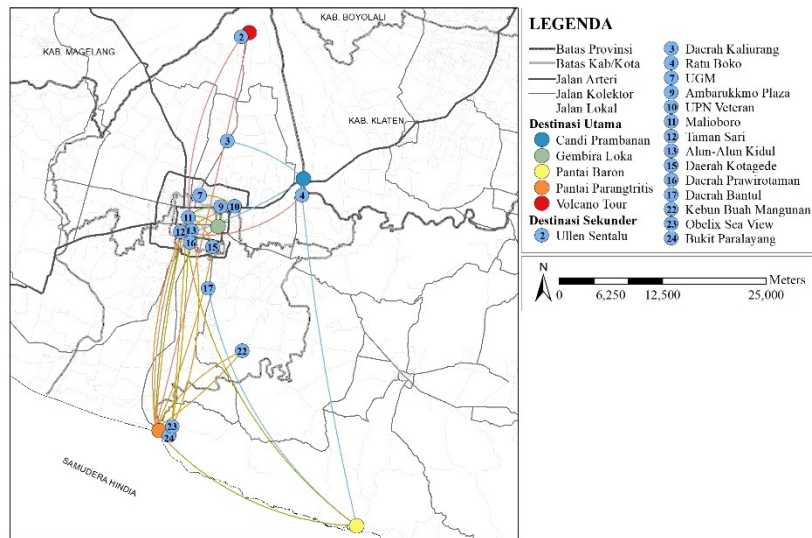 KAB. BOYOLALI
KAB. MAGELANG
KAB. KLATEN
SAMUDERA HINDIA
2
3
4
7
9
10
11
12
13
15
16
17
22
23
24
LEGENDA
Batas Provinsi
Batas Kab/Kota
Jalan Arteri
Jalan Kolektor
Jalan Lokal
Destinasi Utama
Candi Prambanan
Gembira Loka
Pantai Baron
Pantai Parangtritis
Volcano Tour
Destinasi Sekunder
2 Ullen Sentalu
3 Daerah Kaliurang
4 Ratu Boko
7 UGM
9 Ambarukkmo Plaza
10 UPN Veteran
11 Malioboro
12 Taman Sari
13 Alun-Alun Kidul
15 Daerah Kotagede
16 Daerah Prawirotaman
17 Daerah Bantul
22 Kebun Buah Mangunan
23 Obelix Sea View
24 Bukit Paralayang
N
Meters
0 6,250 12,500 25,000